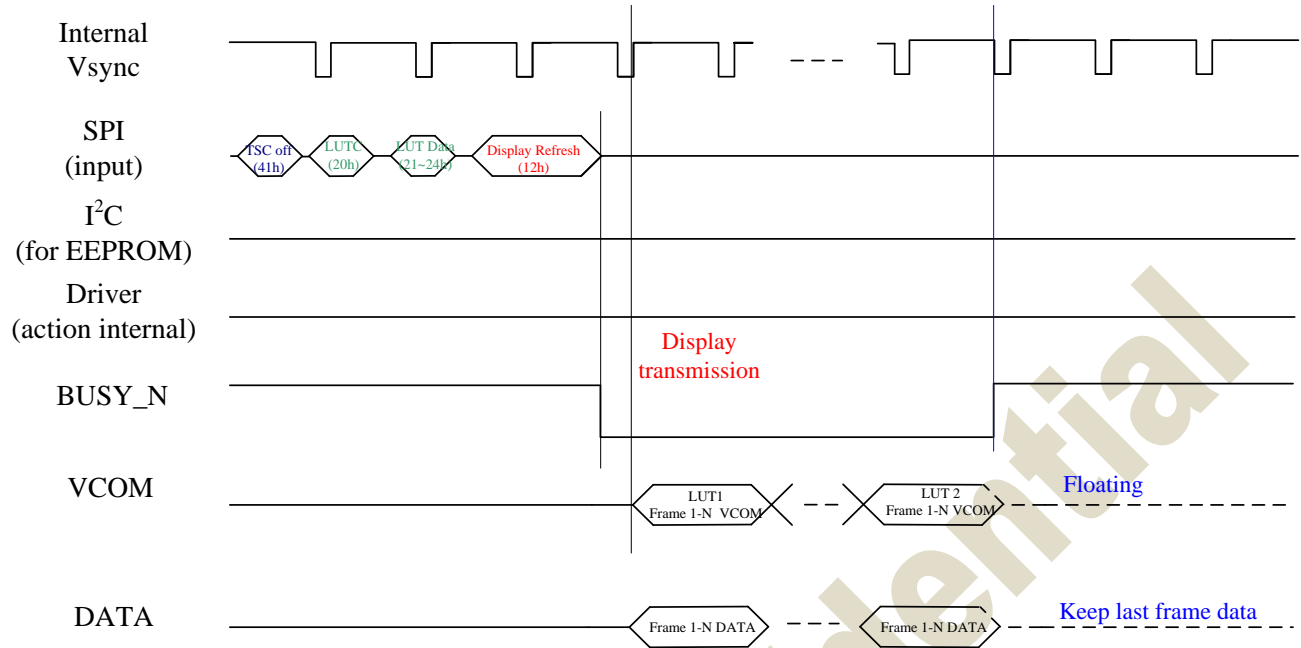 Internal
Vsync
SPI
(input)
TSC off
(41h)
LUTC
(20h)
LUT Data
(21~24h)
Display Refresh
(12h)
I²C
(for EEPROM)
Driver
(action internal)
Display
transmission
BUSY_N
VCOM
LUT1
Frame 1-N VCOM
LUT 2
Frame 1-N VCOM
Floating
DATA
Frame 1-N DATA
Frame 1-N DATA
Keep last frame data
dential